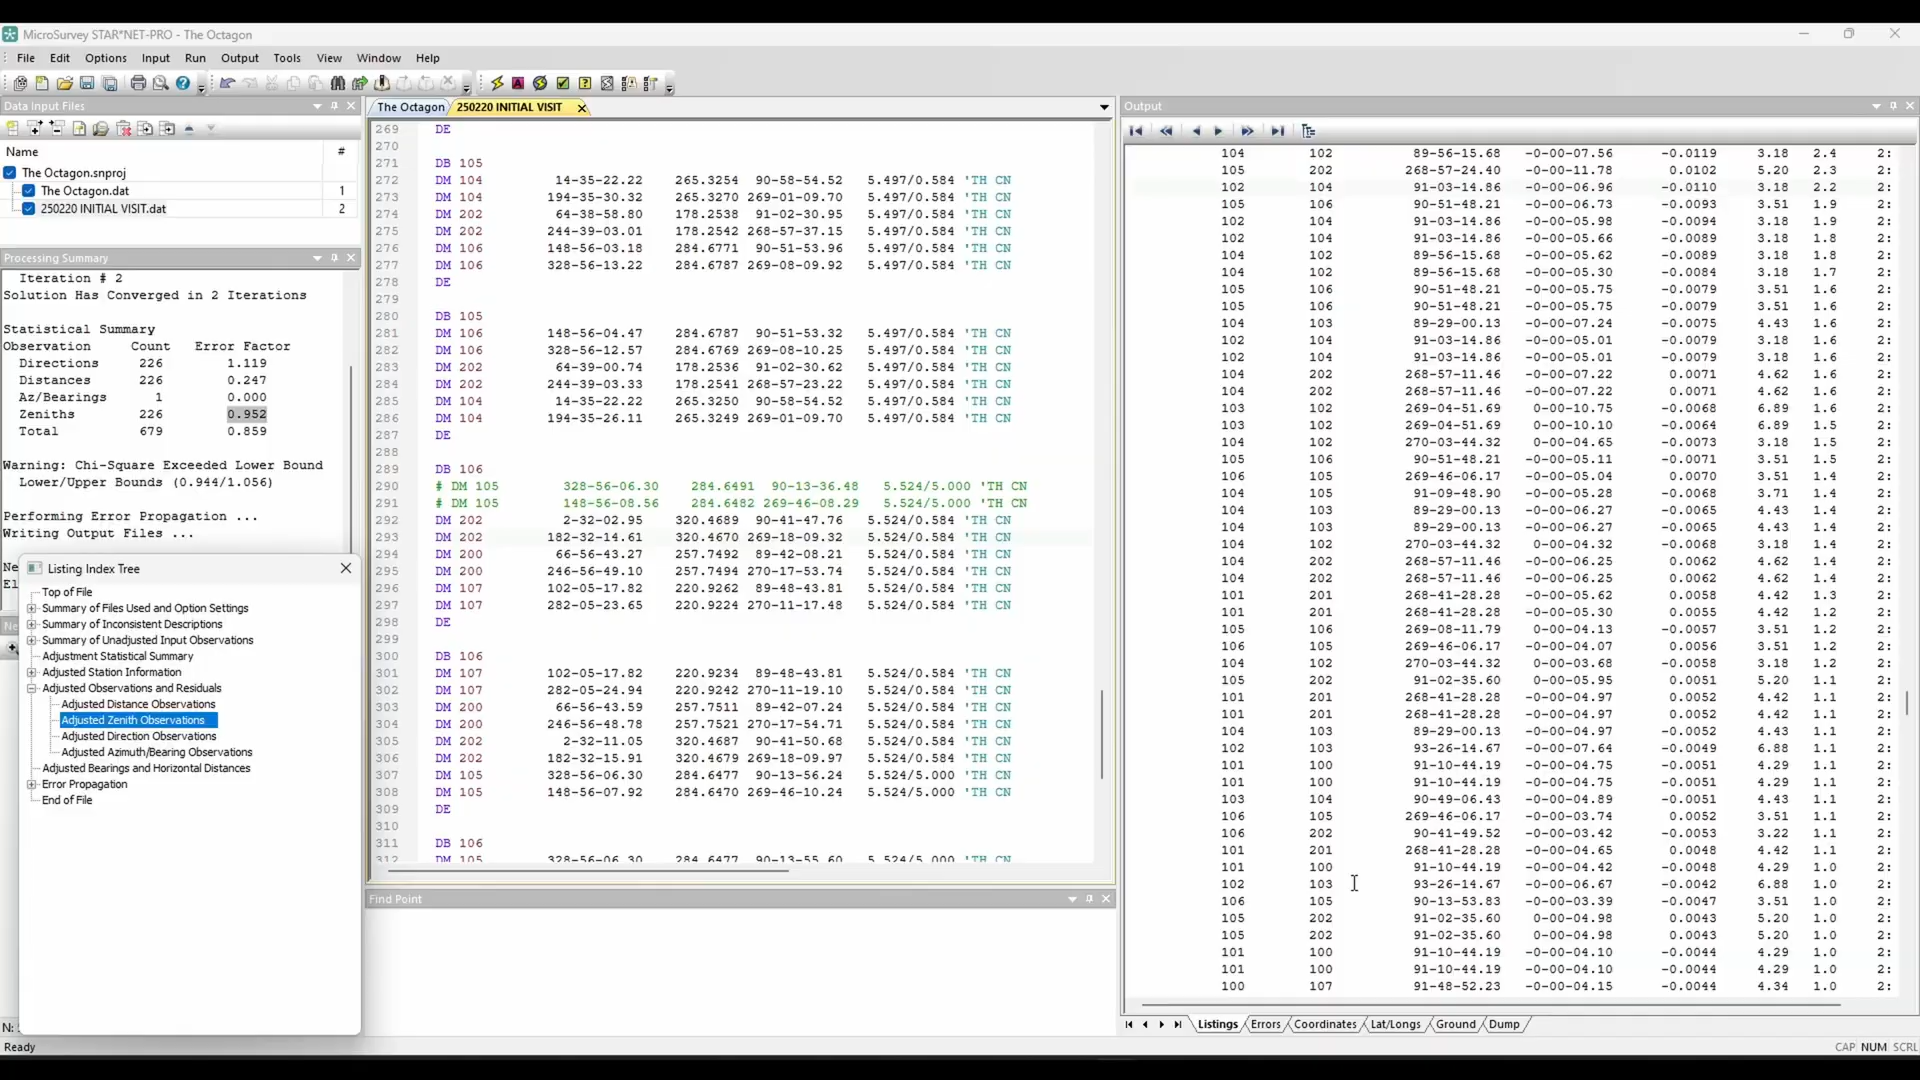 MicroSurvey STAR*NET-PRO - The Octagon
File Edit Options Input Run Output Tools View Window Help
Data Input Files
Name #
The Octagon.snproj
The Octagon.dat 1
250220 INITIAL VISIT.dat 2
Processing Summary
Iteration # 2
Solution Has Converged in 2 Iterations
Statistical Summary
Observation Count Error Factor
Directions 226 1.119
Distances 226 0.247
Az/Bearings 1 0.000
Zeniths 226 0.952
Total 679 0.859
Warning: Chi-Square Exceeded Lower Bound
Lower/Upper Bounds (0.944/1.056)
Performing Error Propagation ...
Writing Output Files ...
Ne
El
Listing Index Tree
Top of File
Summary of Files Used and Option Settings
Summary of Inconsistent Descriptions
Summary of Unadjusted Input Observations
Adjustment Statistical Summary
Adjusted Station Information
Adjusted Observations and Residuals
Adjusted Distance Observations
Adjusted Zenith Observations
Adjusted Direction Observations
Adjusted Azimuth/Bearing Observations
Adjusted Bearings and Horizontal Distances
Error Propagation
End of File
N:
Ready
The Octagon 250220 INITIAL VISIT
269 DE
270
271 DB 105
272 DM 104 14-35-22.22 265.3254 90-58-54.52 5.497/0.584 'TH CN
273 DM 104 194-35-30.32 265.3270 269-01-09.70 5.497/0.584 'TH CN
274 DM 202 64-38-58.80 178.2538 91-02-30.95 5.497/0.584 'TH CN
275 DM 202 244-39-03.01 178.2542 268-57-37.15 5.497/0.584 'TH CN
276 DM 106 148-56-03.18 284.6771 90-51-53.96 5.497/0.584 'TH CN
277 DM 106 328-56-13.22 284.6787 269-08-09.92 5.497/0.584 'TH CN
278 DE
279
280 DB 105
281 DM 106 148-56-04.47 284.6787 90-51-53.32 5.497/0.584 'TH CN
282 DM 106 328-56-12.57 284.6769 269-08-10.25 5.497/0.584 'TH CN
283 DM 202 64-39-00.74 178.2536 91-02-30.62 5.497/0.584 'TH CN
284 DM 202 244-39-03.33 178.2541 268-57-23.22 5.497/0.584 'TH CN
285 DM 104 14-35-22.22 265.3250 90-58-54.52 5.497/0.584 'TH CN
286 DM 104 194-35-26.11 265.3249 269-01-09.70 5.497/0.584 'TH CN
287 DE
288
289 DB 106
290 # DM 105 328-56-06.30 284.6491 90-13-36.48 5.524/5.000 'TH CN
291 # DM 105 148-56-08.56 284.6482 269-46-08.29 5.524/5.000 'TH CN
292 DM 202 2-32-02.95 320.4689 90-41-47.76 5.524/0.584 'TH CN
293 DM 202 182-32-14.61 320.4670 269-18-09.32 5.524/0.584 'TH CN
294 DM 200 66-56-43.27 257.7492 89-42-08.21 5.524/0.584 'TH CN
295 DM 200 246-56-49.10 257.7494 270-17-53.74 5.524/0.584 'TH CN
296 DM 107 102-05-17.82 220.9262 89-48-43.81 5.524/0.584 'TH CN
297 DM 107 282-05-23.65 220.9224 270-11-17.48 5.524/0.584 'TH CN
298 DE
299
300 DB 106
301 DM 107 102-05-17.82 220.9234 89-48-43.81 5.524/0.584 'TH CN
302 DM 107 282-05-24.94 220.9242 270-11-19.10 5.524/0.584 'TH CN
303 DM 200 66-56-43.59 257.7511 89-42-07.24 5.524/0.584 'TH CN
304 DM 200 246-56-48.78 257.7521 270-17-54.71 5.524/0.584 'TH CN
305 DM 202 2-32-11.05 320.4687 90-41-50.68 5.524/0.584 'TH CN
306 DM 202 182-32-15.91 320.4679 269-18-09.97 5.524/0.584 'TH CN
307 DM 105 328-56-06.30 284.6477 90-13-56.24 5.524/5.000 'TH CN
308 DM 105 148-56-07.92 284.6470 269-46-10.24 5.524/5.000 'TH CN
309 DE
310
311 DB 106
312 DM 105 328-56-06.30 284.6477 90-13-55.60 5.524/5.000 'TH CN
Find Point
Output
104 102 89-56-15.68 -0-00-07.56 -0.0119 3.18 2.4 2:
105 202 268-57-24.40 -0-00-11.78 0.0102 5.20 2.3 2:
102 104 91-03-14.86 -0-00-06.96 -0.0110 3.18 2.2 2:
105 106 90-51-48.21 -0-00-06.73 -0.0093 3.51 1.9 2:
102 104 91-03-14.86 -0-00-05.98 -0.0094 3.18 1.9 2:
102 104 91-03-14.86 -0-00-05.66 -0.0089 3.18 1.8 2:
104 102 89-56-15.68 -0-00-05.62 -0.0089 3.18 1.8 2:
104 102 89-56-15.68 -0-00-05.30 -0.0084 3.18 1.7 2:
105 106 90-51-48.21 -0-00-05.75 -0.0079 3.51 1.6 2:
105 106 90-51-48.21 -0-00-05.75 -0.0079 3.51 1.6 2:
104 103 89-29-00.13 -0-00-07.24 -0.0075 4.43 1.6 2:
102 104 91-03-14.86 -0-00-05.01 -0.0079 3.18 1.6 2:
102 104 91-03-14.86 -0-00-05.01 -0.0079 3.18 1.6 2:
104 202 268-57-11.46 -0-00-07.22 0.0071 4.62 1.6 2:
104 202 268-57-11.46 -0-00-07.22 0.0071 4.62 1.6 2:
103 102 269-04-51.69 0-00-10.75 -0.0068 6.89 1.6 2:
103 102 269-04-51.69 0-00-10.10 -0.0064 6.89 1.5 2:
104 102 270-03-44.32 0-00-04.65 -0.0073 3.18 1.5 2:
105 106 90-51-48.21 -0-00-05.11 -0.0071 3.51 1.5 2:
106 105 269-46-06.17 -0-00-05.04 0.0070 3.51 1.4 2:
104 105 91-09-48.90 -0-00-05.28 -0.0068 3.71 1.4 2:
104 103 89-29-00.13 -0-00-06.27 -0.0065 4.43 1.4 2:
104 103 89-29-00.13 -0-00-06.27 -0.0065 4.43 1.4 2:
104 102 270-03-44.32 0-00-04.32 -0.0068 3.18 1.4 2:
104 202 268-57-11.46 -0-00-06.25 0.0062 4.62 1.4 2:
104 202 268-57-11.46 -0-00-06.25 0.0062 4.62 1.4 2:
101 201 268-41-28.28 -0-00-05.62 0.0058 4.42 1.3 2:
101 201 268-41-28.28 -0-00-05.30 0.0055 4.42 1.2 2:
105 106 269-08-11.79 0-00-04.13 -0.0057 3.51 1.2 2:
106 105 269-46-06.17 -0-00-04.07 0.0056 3.51 1.2 2:
104 102 270-03-44.32 0-00-03.68 -0.0058 3.18 1.2 2:
105 202 91-02-35.60 0-00-05.95 0.0051 5.20 1.1 2:
101 201 268-41-28.28 -0-00-04.97 0.0052 4.42 1.1 2:
101 201 268-41-28.28 -0-00-04.97 0.0052 4.42 1.1 2:
104 103 89-29-00.13 -0-00-04.97 -0.0052 4.43 1.1 2:
102 103 93-26-14.67 -0-00-07.64 -0.0049 6.88 1.1 2:
101 100 91-10-44.19 -0-00-04.75 -0.0051 4.29 1.1 2:
101 100 91-10-44.19 -0-00-04.75 -0.0051 4.29 1.1 2:
103 104 90-49-06.43 -0-00-04.89 -0.0051 4.43 1.1 2:
106 105 269-46-06.17 -0-00-03.74 0.0052 3.51 1.1 2:
106 202 90-41-49.52 -0-00-03.42 -0.0053 3.22 1.1 2:
101 201 268-41-28.28 -0-00-04.65 0.0048 4.42 1.1 2:
101 100 91-10-44.19 -0-00-04.42 -0.0048 4.29 1.0 2:
102 103 93-26-14.67 -0-00-06.67 -0.0042 6.88 1.0 2:
106 105 90-13-53.83 -0-00-03.39 -0.0047 3.51 1.0 2:
105 202 91-02-35.60 0-00-04.98 0.0043 5.20 1.0 2:
105 202 91-02-35.60 0-00-04.98 0.0043 5.20 1.0 2:
101 100 91-10-44.19 -0-00-04.10 -0.0044 4.29 1.0 2:
101 100 91-10-44.19 -0-00-04.10 -0.0044 4.29 1.0 2:
100 107 91-48-52.23 -0-00-04.15 -0.0044 4.34 1.0 2:
Listings Errors Coordinates Lat/Longs Ground Dump
CAP NUM SCRL